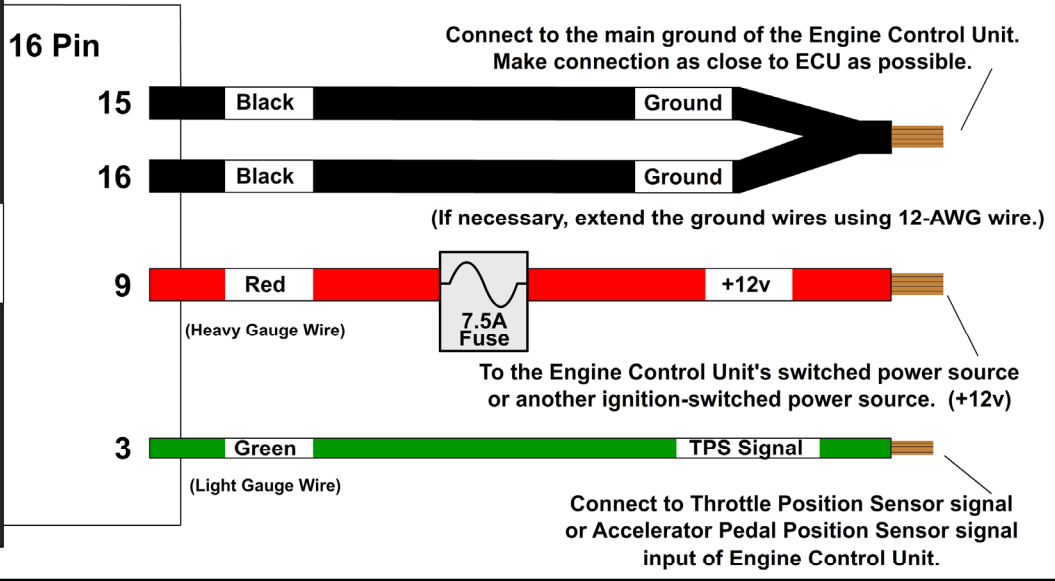 16 Pin
Connect to the main ground of the Engine Control Unit.
Make connection as close to ECU as possible.
15 Black Ground
16 Black Ground
(If necessary, extend the ground wires using 12-AWG wire.)
9 Red +12v
7.5A
Fuse
(Heavy Gauge Wire)
To the Engine Control Unit's switched power source
or another ignition-switched power source.  (+12v)
3 Green TPS Signal
(Light Gauge Wire)
Connect to Throttle Position Sensor signal
or Accelerator Pedal Position Sensor signal
input of Engine Control Unit.